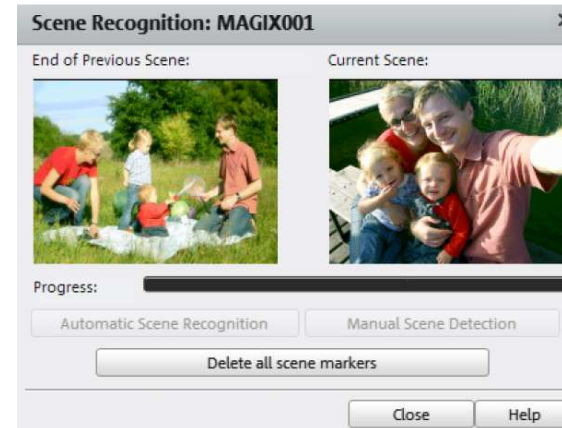 Scene Recognition: MAGIX001
End of Previous Scene: Current Scene:
Progress:
Automatic Scene Recognition Manual Scene Detection
Delete all scene markers
Close Help